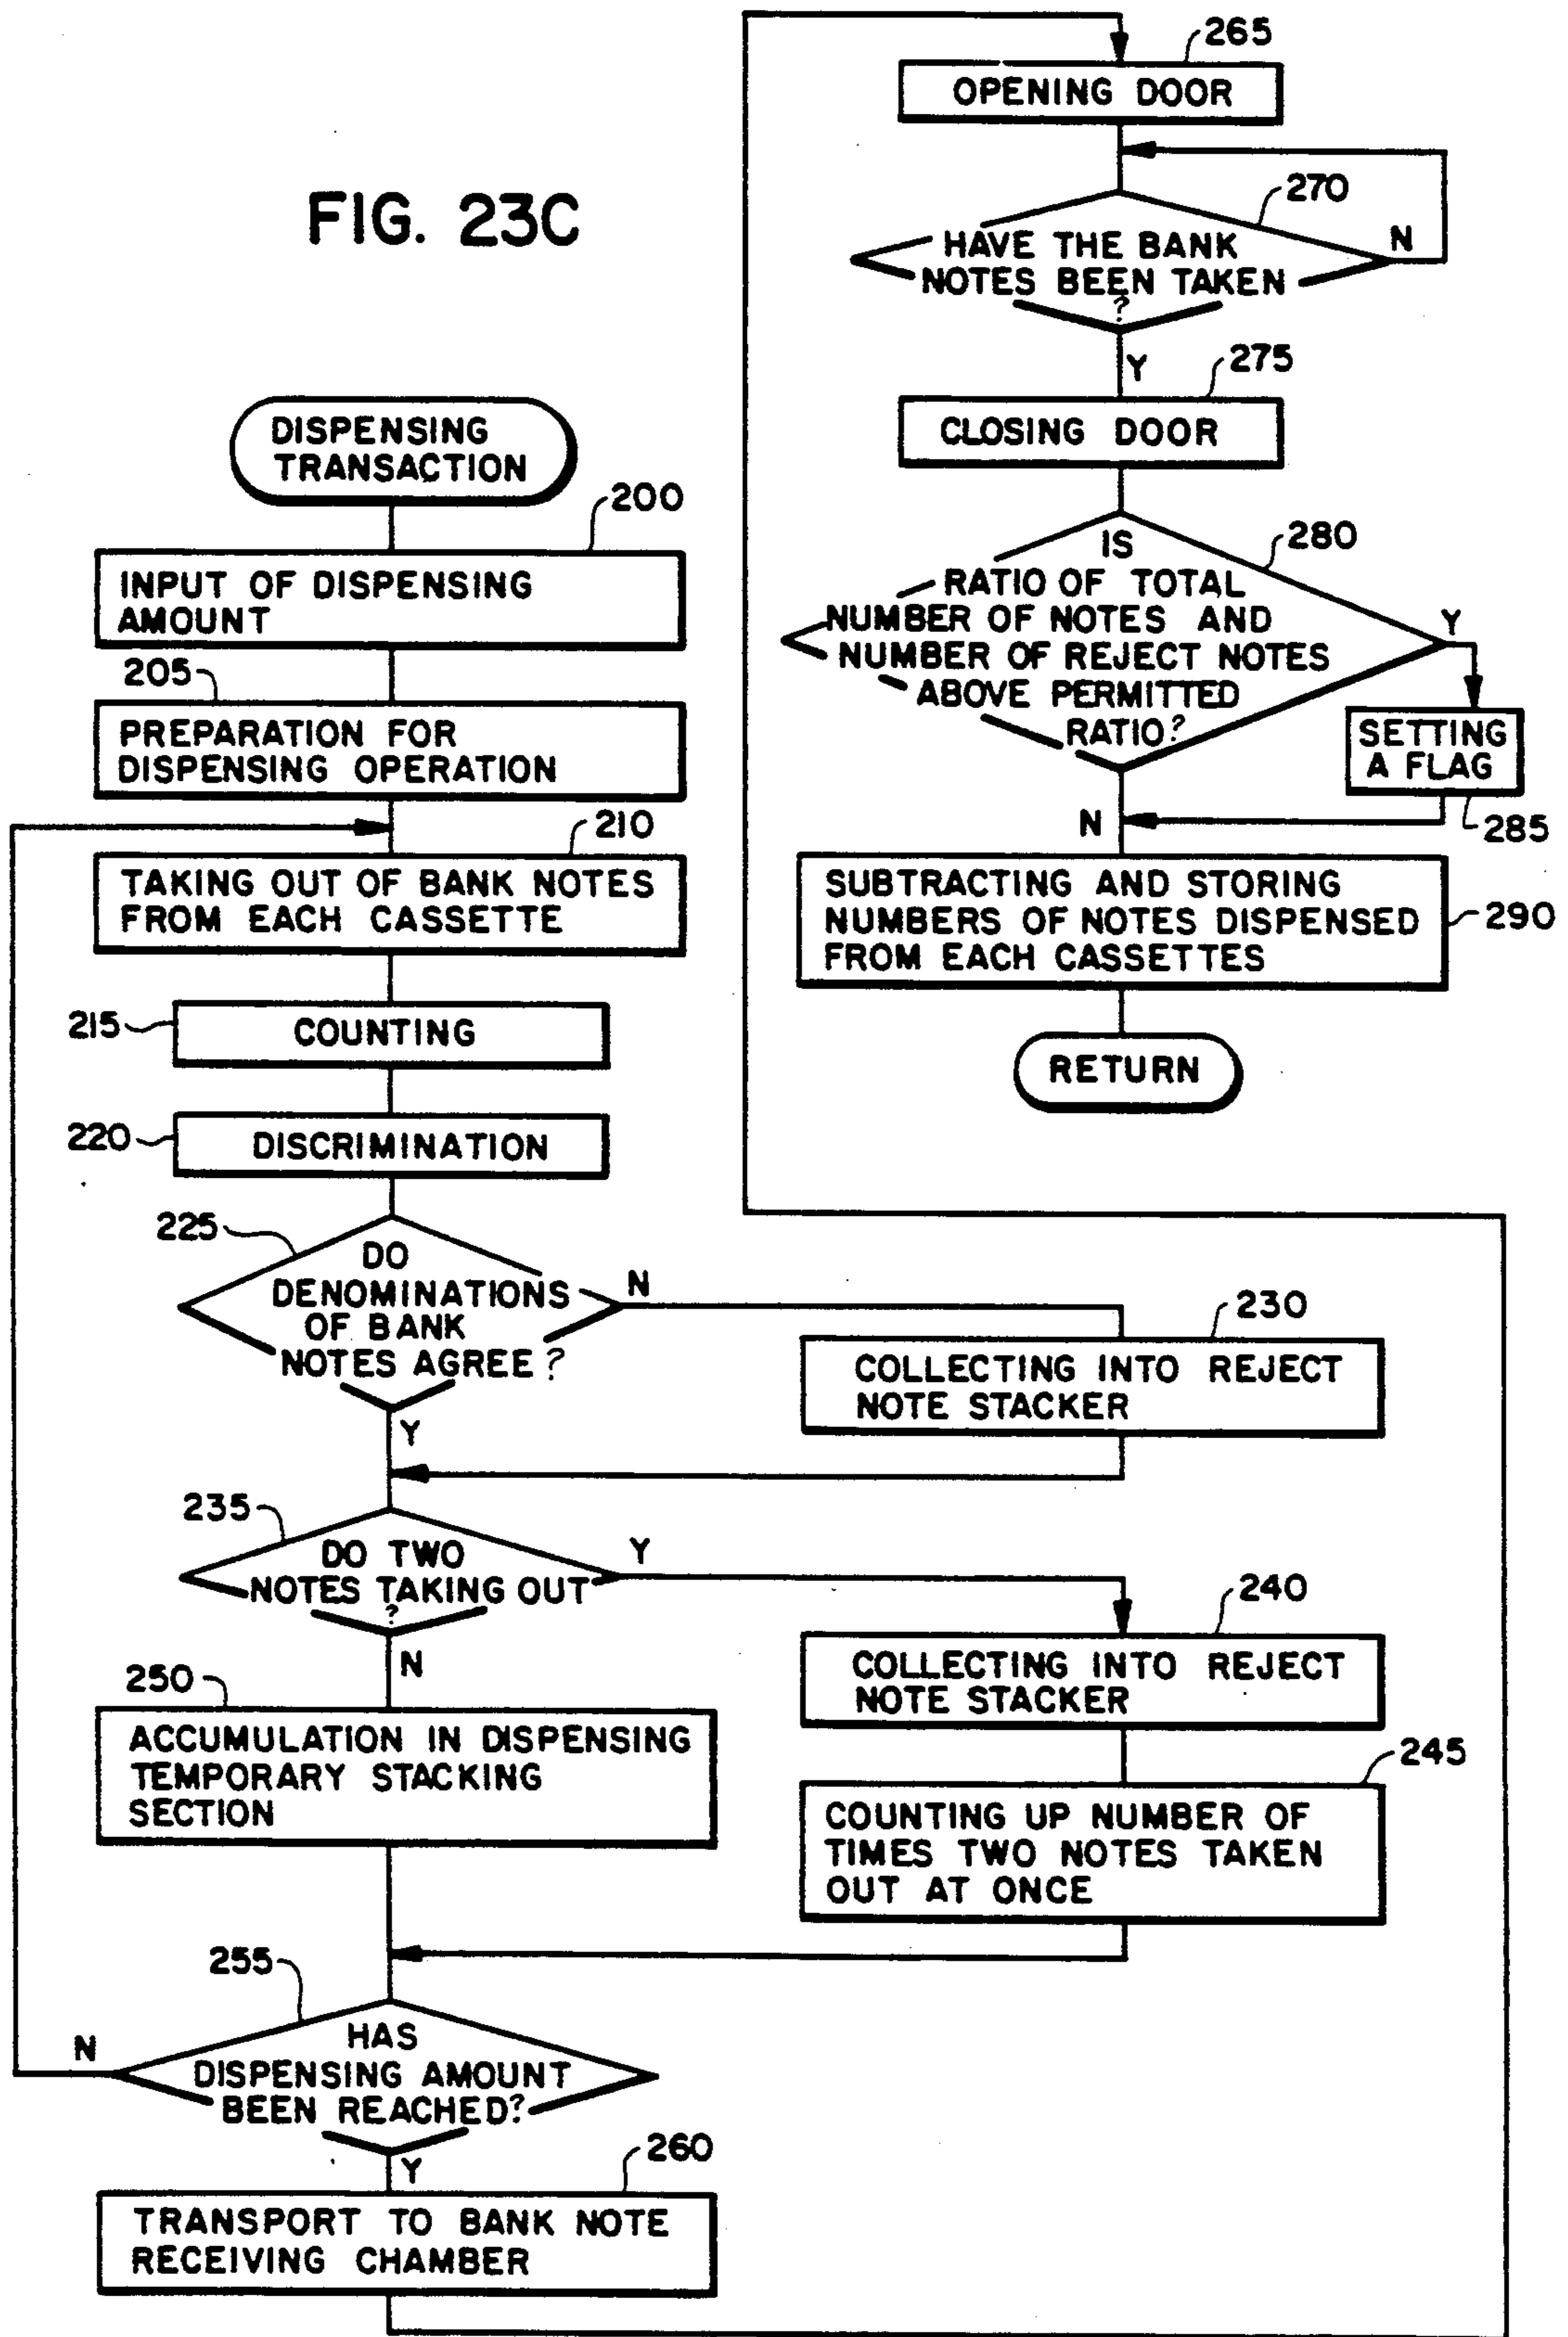 FIG. 23C
DISPENSING
TRANSACTION
200
INPUT OF DISPENSING
AMOUNT
205
PREPARATION FOR
DISPENSING OPERATION
210
TAKING OUT OF BANK NOTES
FROM EACH CASSETTE
215
COUNTING
220
DISCRIMINATION
225
DO
DENOMINATIONS
OF BANK
NOTES AGREE?
N
Y
230
COLLECTING INTO REJECT
NOTE STACKER
235
DO TWO
NOTES TAKING OUT
?
Y
N
240
COLLECTING INTO REJECT
NOTE STACKER
245
COUNTING UP NUMBER OF
TIMES TWO NOTES TAKEN
OUT AT ONCE
250
ACCUMULATION IN DISPENSING
TEMPORARY STACKING
SECTION
255
HAS
DISPENSING AMOUNT
BEEN REACHED?
N
Y
260
TRANSPORT TO BANK NOTE
RECEIVING CHAMBER
265
OPENING DOOR
270
HAVE THE BANK
NOTES BEEN TAKEN
?
N
Y
275
CLOSING DOOR
280
IS
RATIO OF TOTAL
NUMBER OF NOTES AND
NUMBER OF REJECT NOTES
ABOVE PERMITTED
RATIO?
Y
SETTING
A FLAG
285
N
SUBTRACTING AND STORING
NUMBERS OF NOTES DISPENSED
FROM EACH CASSETTES
290
RETURN